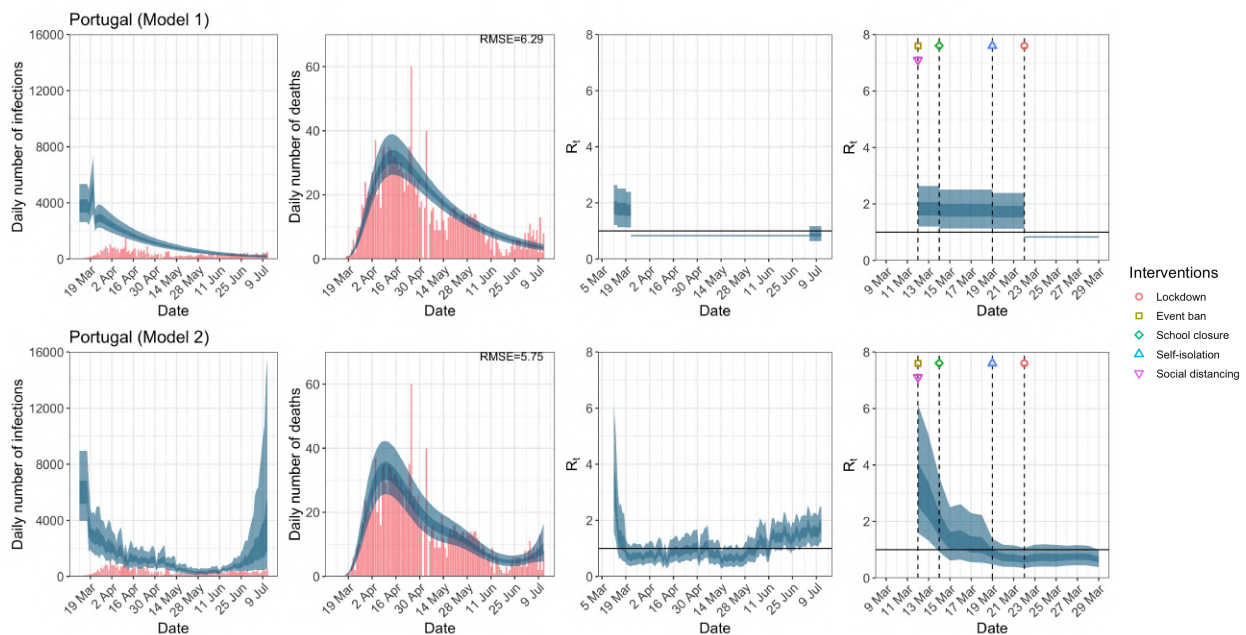 Portugal (Model 1)
RMSE=6.29
Daily number of infections
16000
12000
8000
4000
0
19 Mar
2 Apr
16 Apr
30 Apr
14 May
28 May
11 Jun
25 Jun
9 Jul
Date
Daily number of deaths
60
40
20
0
19 Mar
2 Apr
16 Apr
30 Apr
14 May
28 May
11 Jun
25 Jun
9 Jul
Date
Rt
8
6
4
2
0
5 Mar
19 Mar
2 Apr
16 Apr
30 Apr
14 May
28 May
11 Jun
25 Jun
9 Jul
Date
Rt
8
6
4
2
0
9 Mar
11 Mar
13 Mar
15 Mar
17 Mar
19 Mar
21 Mar
23 Mar
25 Mar
27 Mar
29 Mar
Date
Interventions
Lockdown
Event ban
School closure
Self-isolation
Social distancing
Portugal (Model 2)
RMSE=5.75
Daily number of infections
16000
12000
8000
4000
0
19 Mar
2 Apr
16 Apr
30 Apr
14 May
28 May
11 Jun
25 Jun
9 Jul
Date
Daily number of deaths
60
40
20
0
19 Mar
2 Apr
16 Apr
30 Apr
14 May
28 May
11 Jun
25 Jun
9 Jul
Date
Rt
8
6
4
2
0
5 Mar
19 Mar
2 Apr
16 Apr
30 Apr
14 May
28 May
11 Jun
25 Jun
9 Jul
Date
Rt
8
6
4
2
0
9 Mar
11 Mar
13 Mar
15 Mar
17 Mar
19 Mar
21 Mar
23 Mar
25 Mar
27 Mar
29 Mar
Date